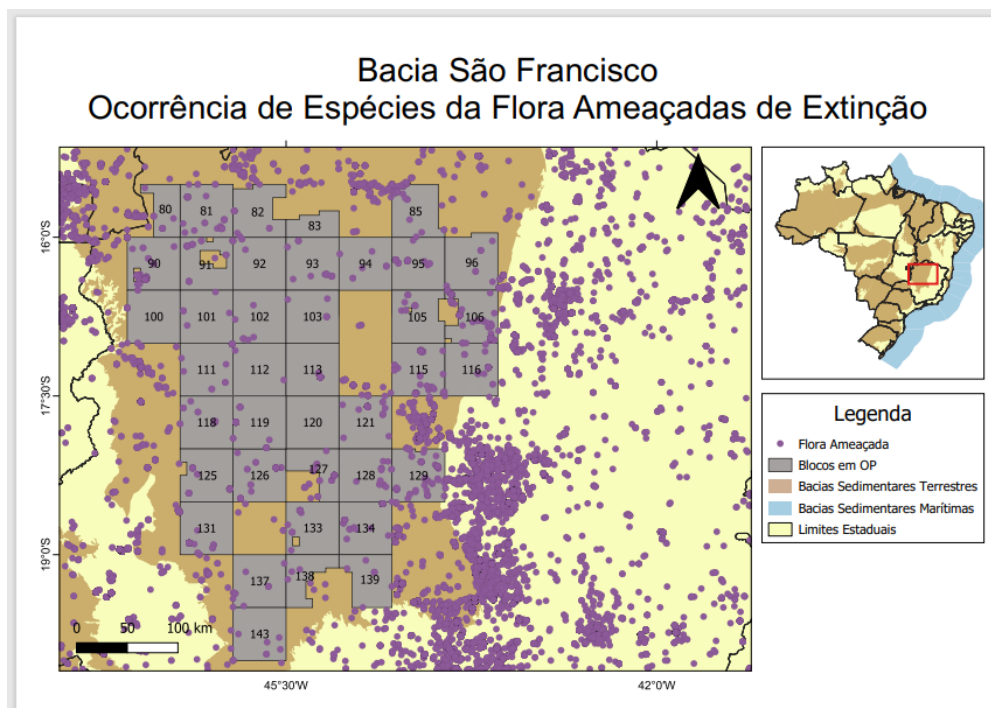 Bacia São Francisco
Ocorrência de Espécies da Flora Ameaçadas de Extinção
80 81 82 83 85
16°S
90 91 92 93 94 95 96
100 101 102 103 105 106
111 112 113 115 116
17°30'S
118 119 120 121
125 126 127 128 129
131 133 134
19°S
137 138 139
143
0 50 100 km
45°30'W 42°0'W
Legenda
Flora Ameaçada
Blocos em OP
Bacias Sedimentares Terrestres
Bacias Sedimentares Marítimas
Limites Estaduais